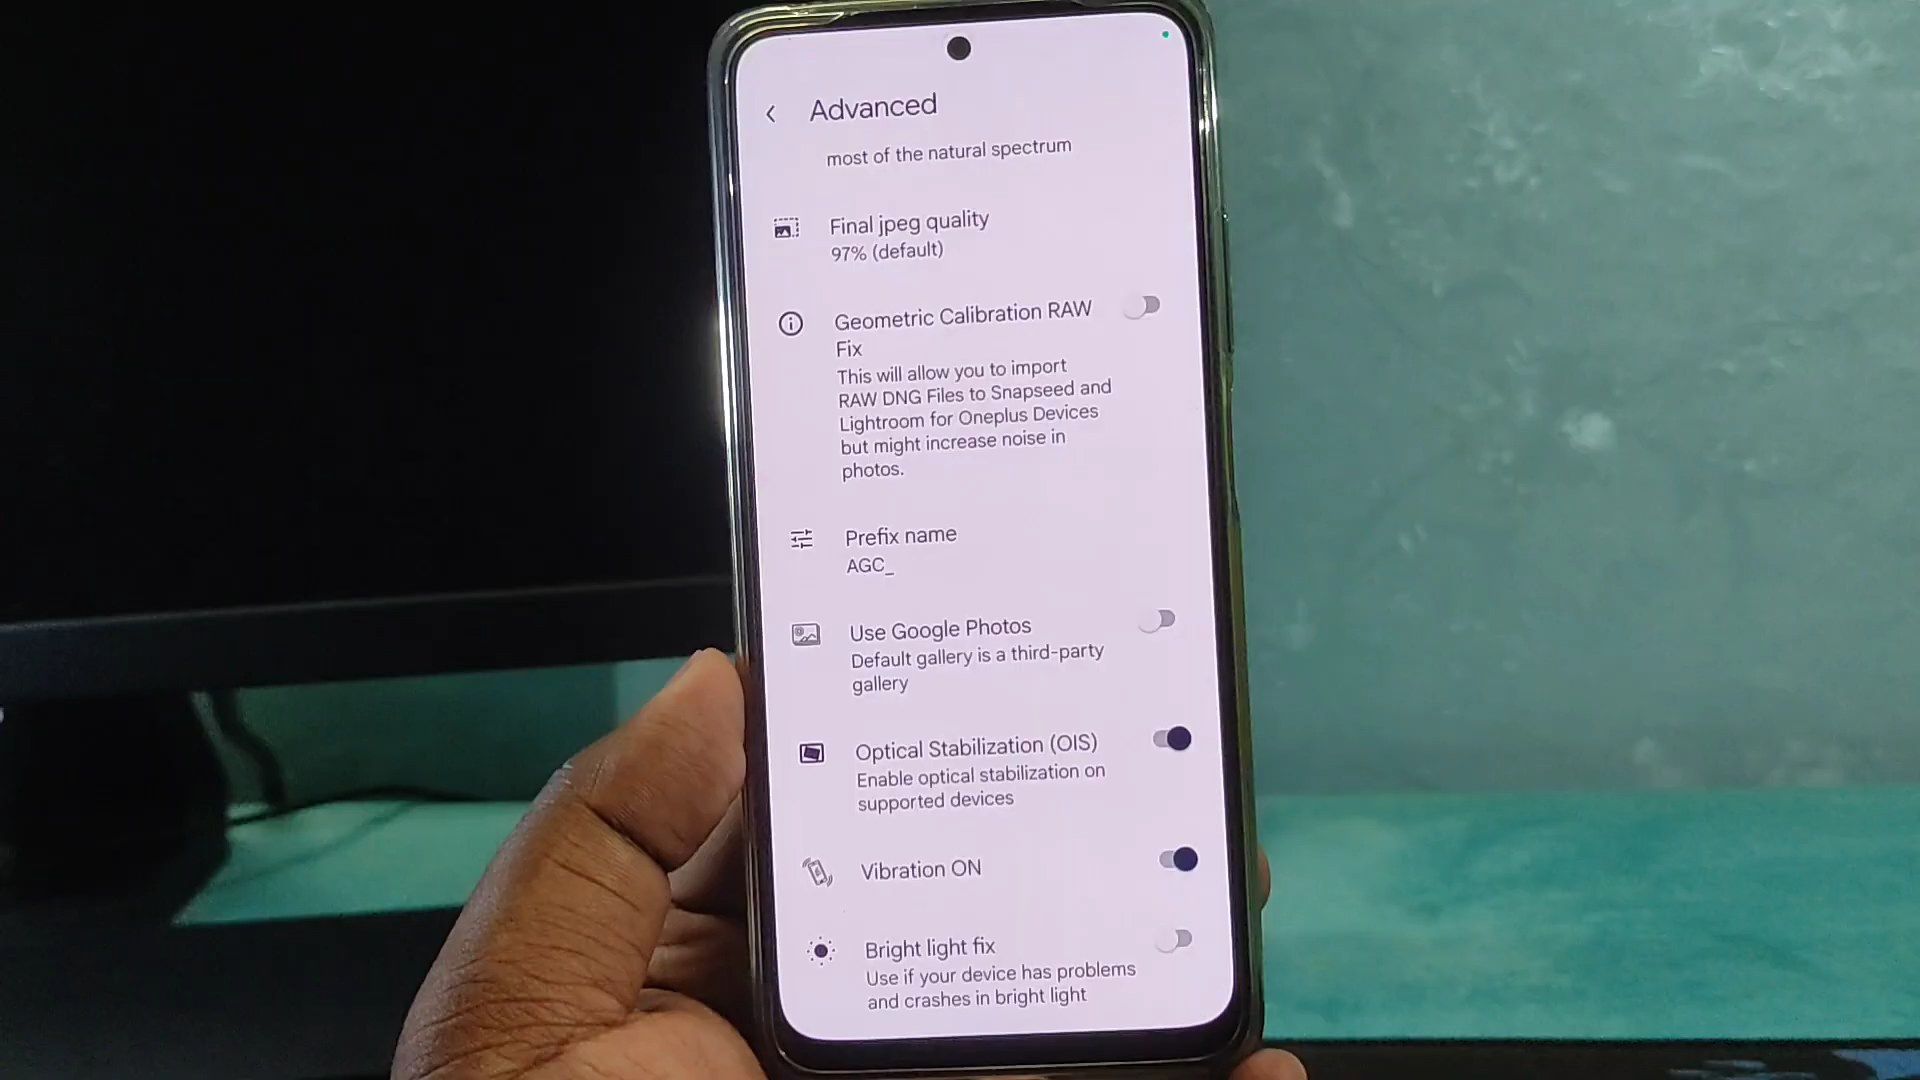 Advanced
most of the natural spectrum
Final jpeg quality
97% (default)
Geometric Calibration RAW
Fix
This will allow you to import
RAW DNG Files to Snapseed and
Lightroom for Oneplus Devices
but might increase noise in
photos.
Prefix name
AGC_
Use Google Photos
Default gallery is a third-party
gallery
Optical Stabilization (OIS)
Enable optical stabilization on
supported devices
Vibration ON
Bright light fix
Use if your device has problems
and crashes in bright light